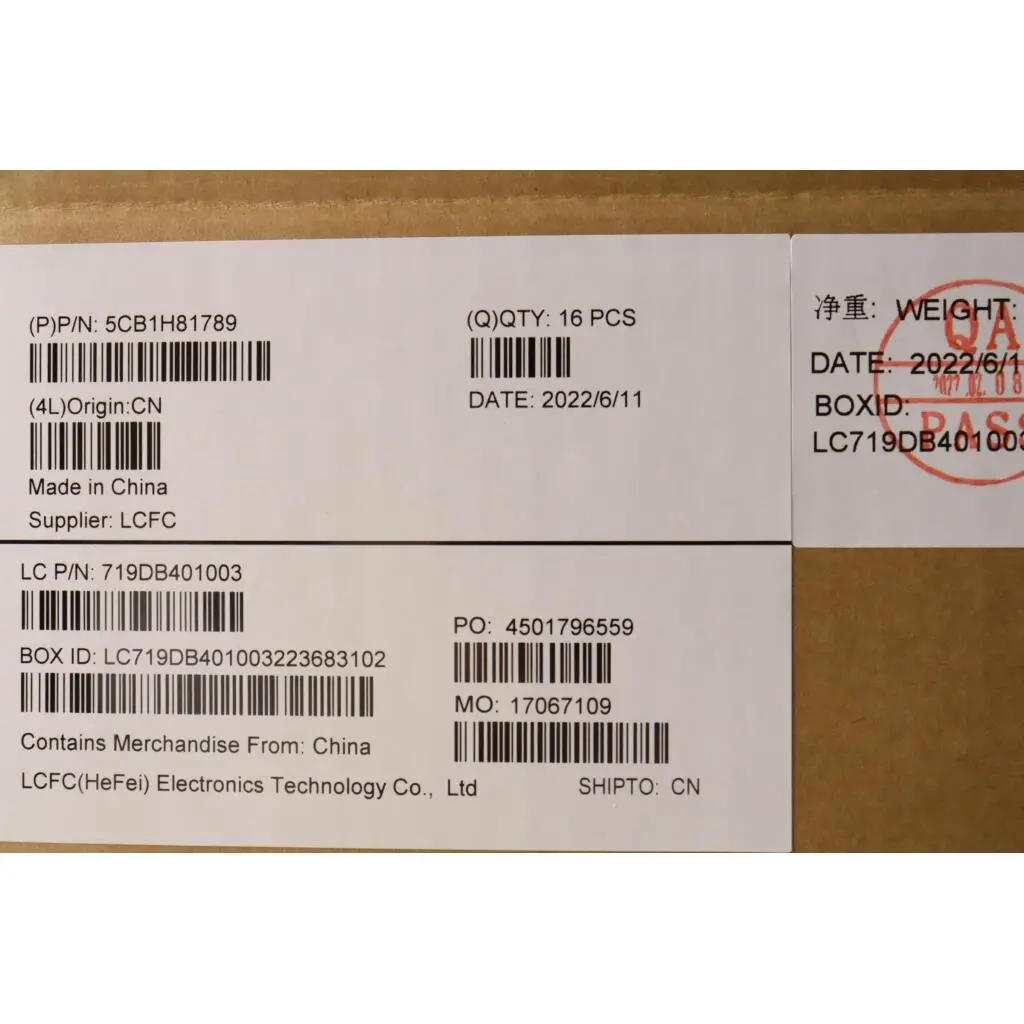 (P)P/N: 5CB1H81789
(4L)Origin:CN
Made in China
Supplier: LCFC
(Q)QTY: 16 PCS
DATE: 2022/6/11
LC P/N: 719DB401003
BOX ID: LC719DB401003223683102
Contains Merchandise From: China
LCFC(HeFei) Electronics Technology Co., Ltd
PO: 4501796559
MO: 17067109
SHIPTO: CN
净重: WEIGHT:
DATE: 2022/6/1
BOXID:
LC719DB401003
QA
PASS